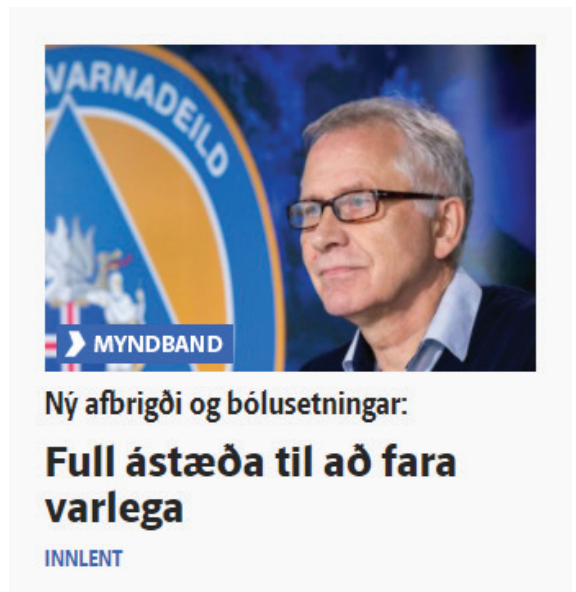 VARNADEILD
MYNDBAND
Ný afbrigði og bólusetningar:
Full ástæða til að fara
varlega
INNLENT